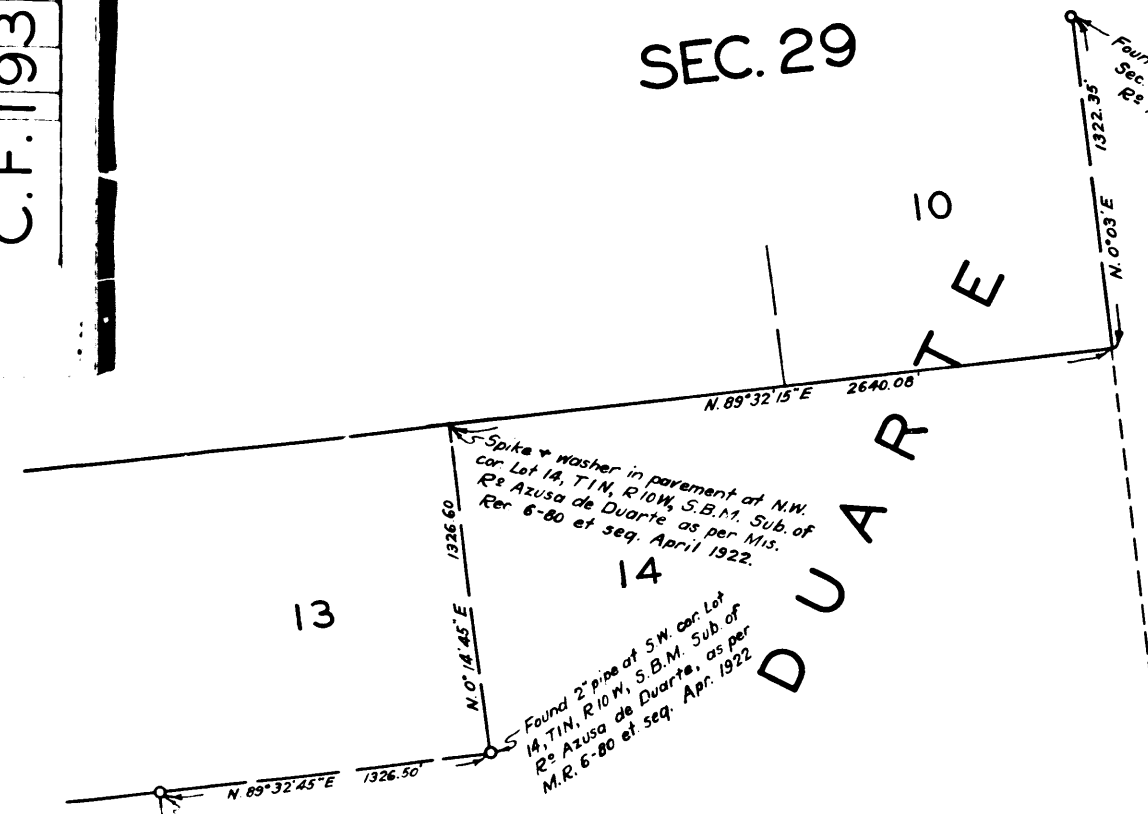 C.F. 193
SEC. 29
Sec.
Rº
1322.35'
N. 0°03' E
10
DUARTE
N. 89°32'15" E 2640.08'
Spike & Washer in pavement at N.W.
cor. Lot 14, T1N, R10W, S.B.M. Sub. of
Rº Azusa de Duarte as per Mis.
Rer 6-80 et seq. April 1922.
1326.60
N. 0°14'45" E
13
14
Found 2" pipe at S.W. cor. Lot
14, T1N, R10W, S.B.M. Sub. of
Rº Azusa de Duarte, as per
M.R. 6-80 et. seq. Apr. 1922
N. 89°32'45" E 1326.50'